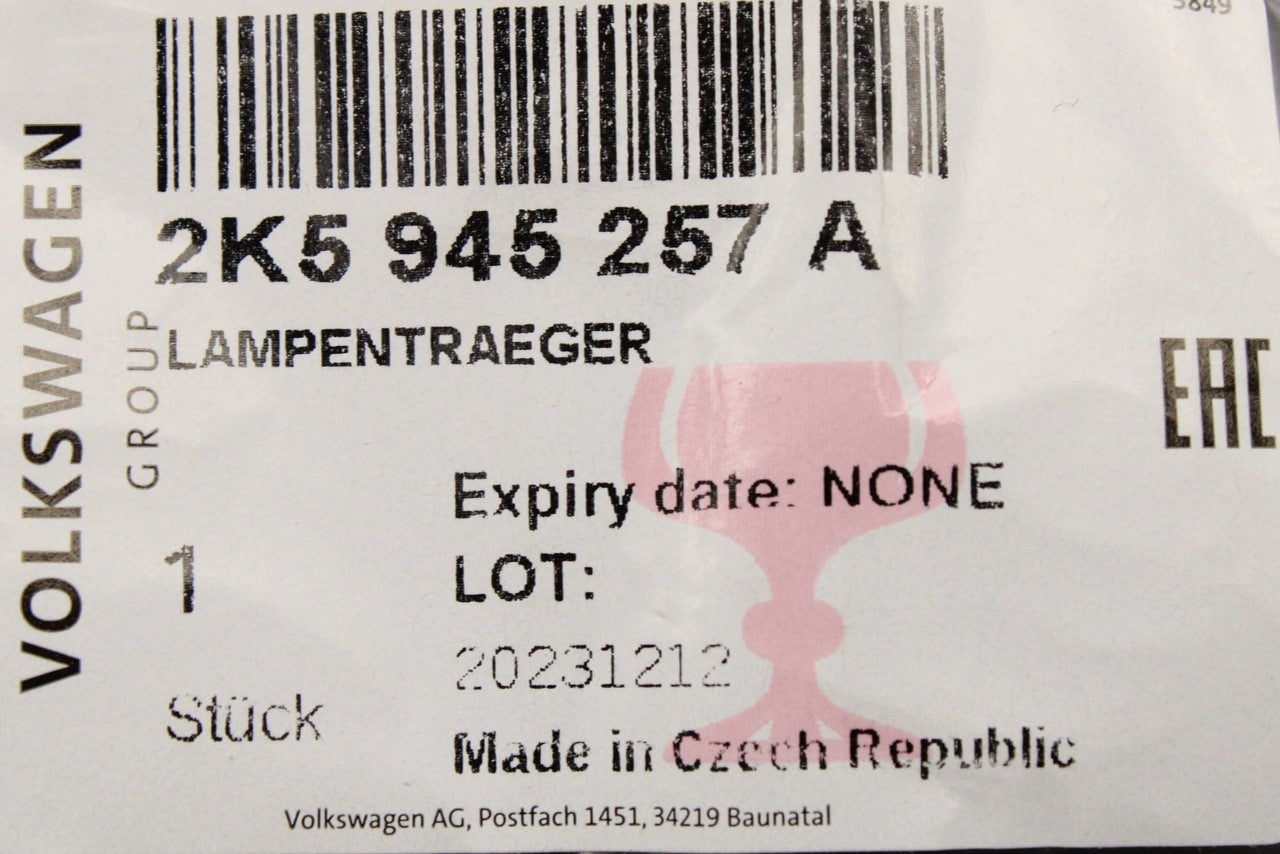 3849
2K5 945 257 A
LAMPENTRAEGER
VOLKSWAGEN
GROUP
EAC
Expiry date: NONE
1
LOT:
20231212
Stück
Made in Czech Republic
Volkswagen AG, Postfach 1451, 34219 Baunatal